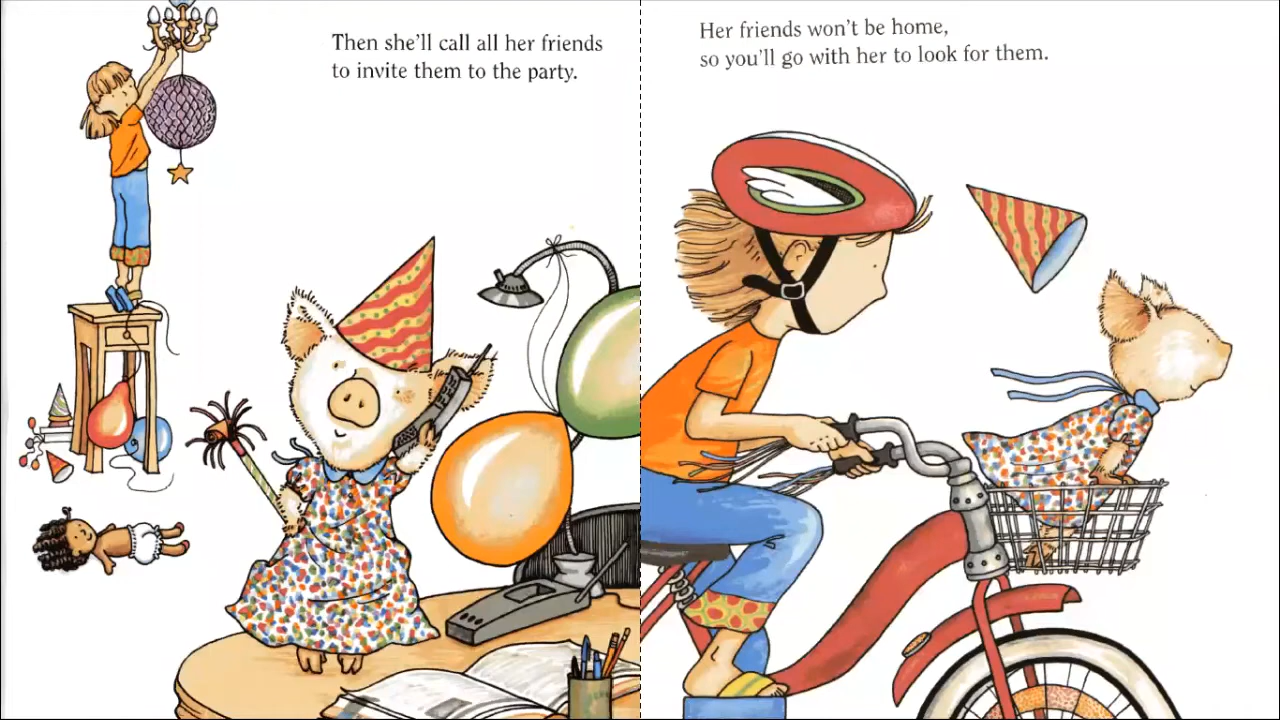 Then she'll call all her friends
to invite them to the party.
Her friends won't be home,
so you'll go with her to look for them.